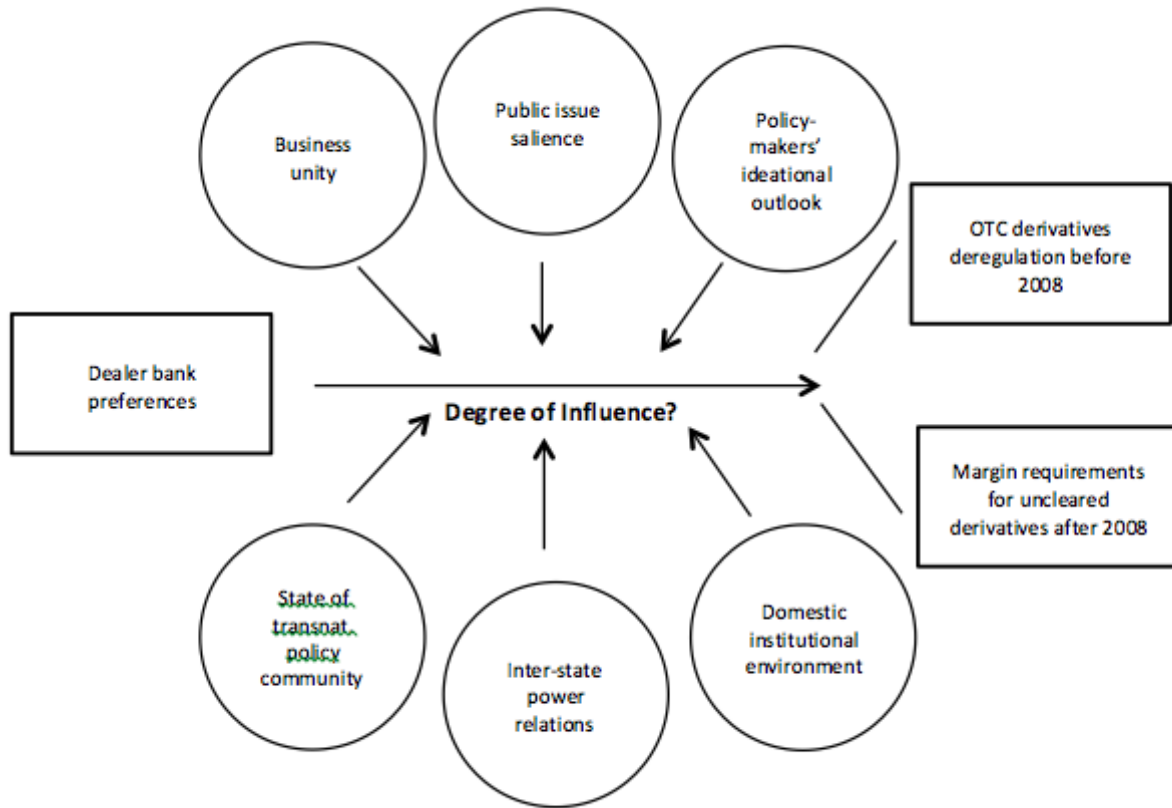 Business
unity
Public issue
salience
Policy-
makers'
ideational
outlook
OTC derivatives
deregulation before
2008
Dealer bank
preferences
Degree of Influence?
Margin requirements
for uncleared
derivatives after 2008
State of
transnat.
policy
community
Inter-state
power
relations
Domestic
institutional
environment